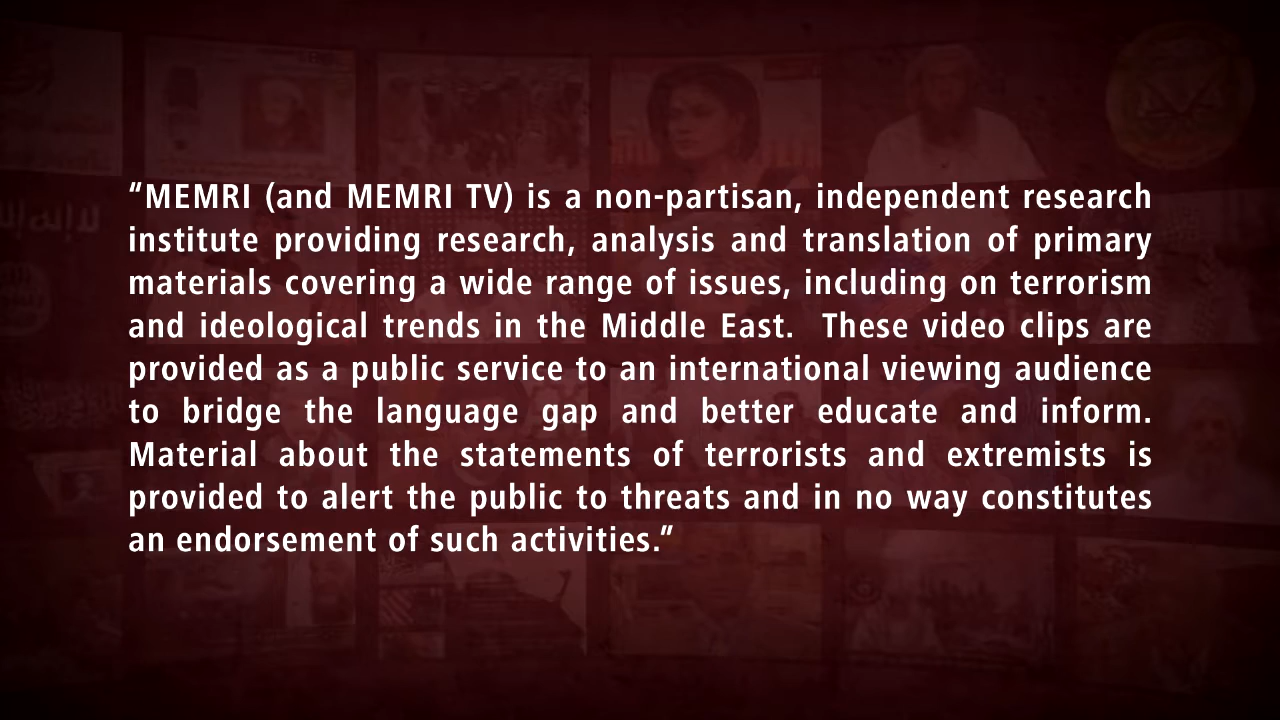 “MEMRI (and MEMRI TV) is a non-partisan, independent research
institute providing research, analysis and translation of primary
materials covering a wide range of issues, including on terrorism
and ideological trends in the Middle East.  These video clips are
provided as a public service to an international viewing audience
to bridge the language gap and better educate and inform.
Material about the statements of terrorists and extremists is
provided to alert the public to threats and in no way constitutes
an endorsement of such activities.”